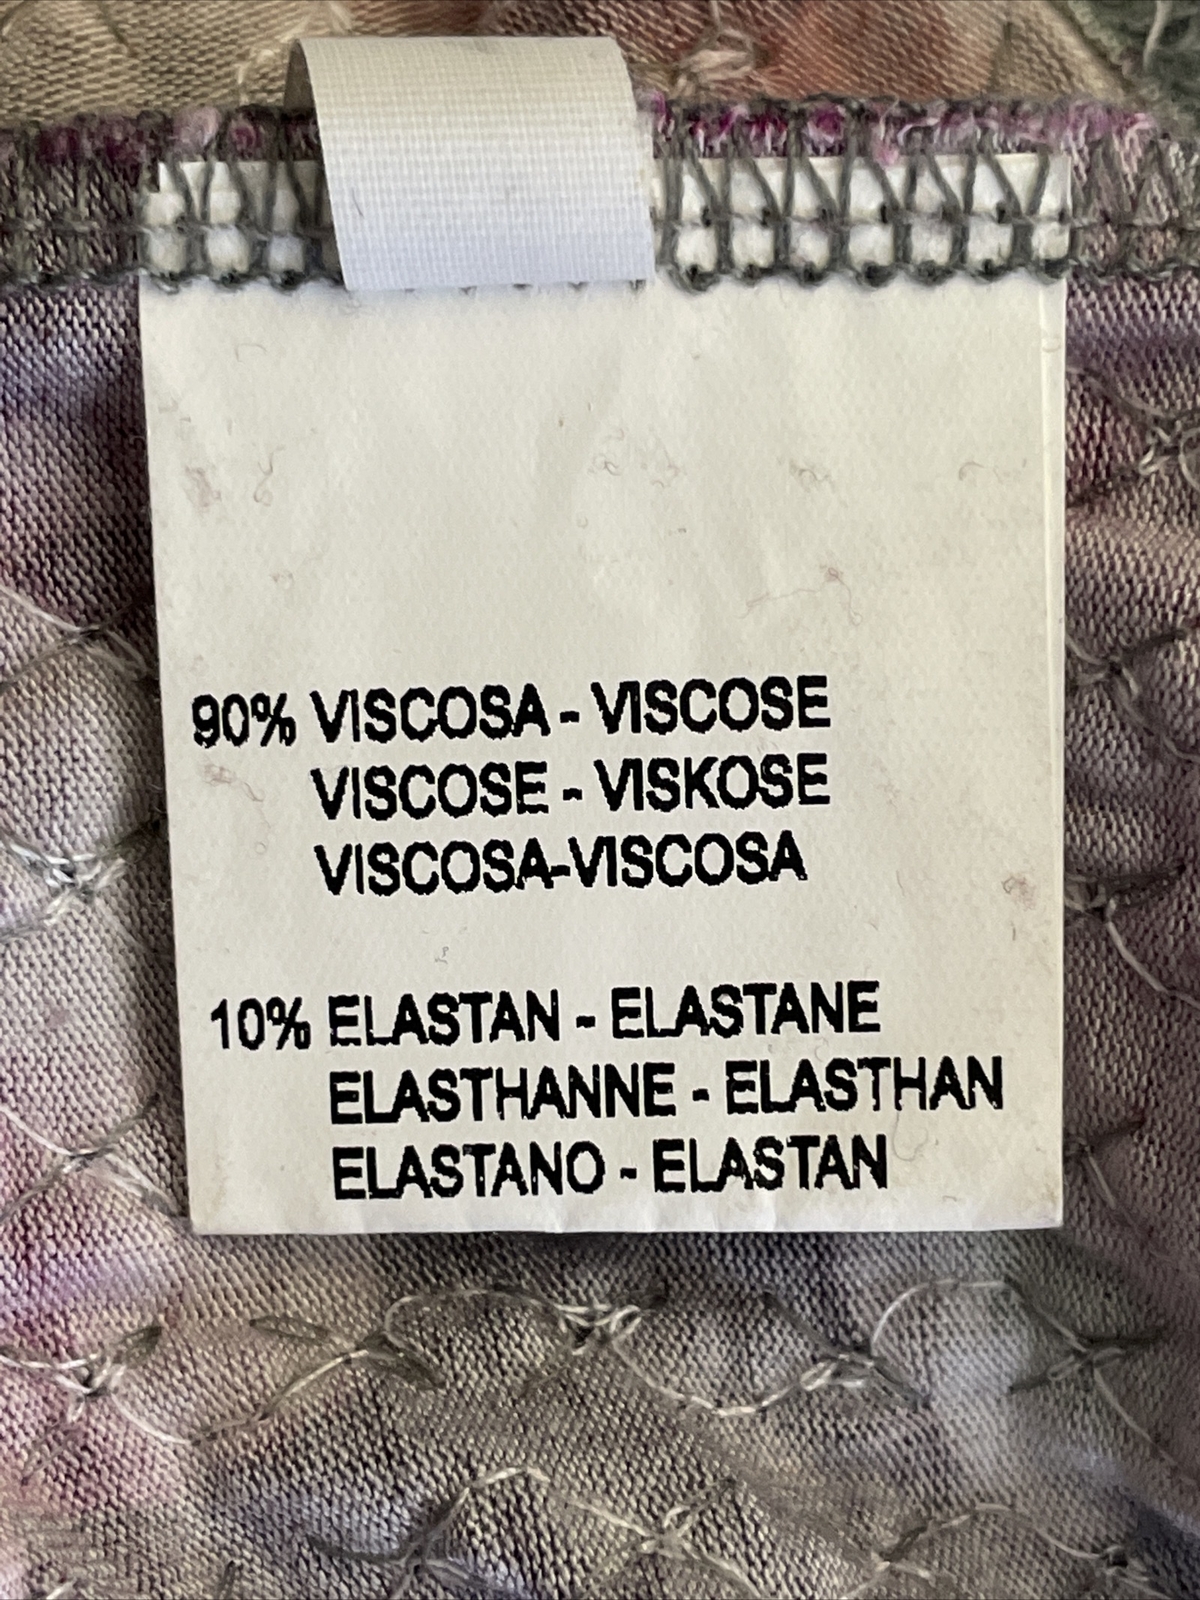 90% VISCOSA - VISCOSE
VISCOSE - VISKOSE
VISCOSA-VISCOSA
10% ELASTAN - ELASTANE
ELASTHANNE - ELASTHAN
ELASTANO - ELASTAN